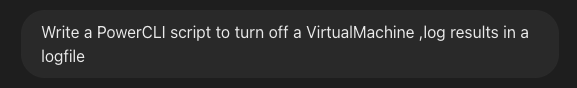 Write a PowerCLI script to turn off a VirtualMachine ,log results in a
logfile